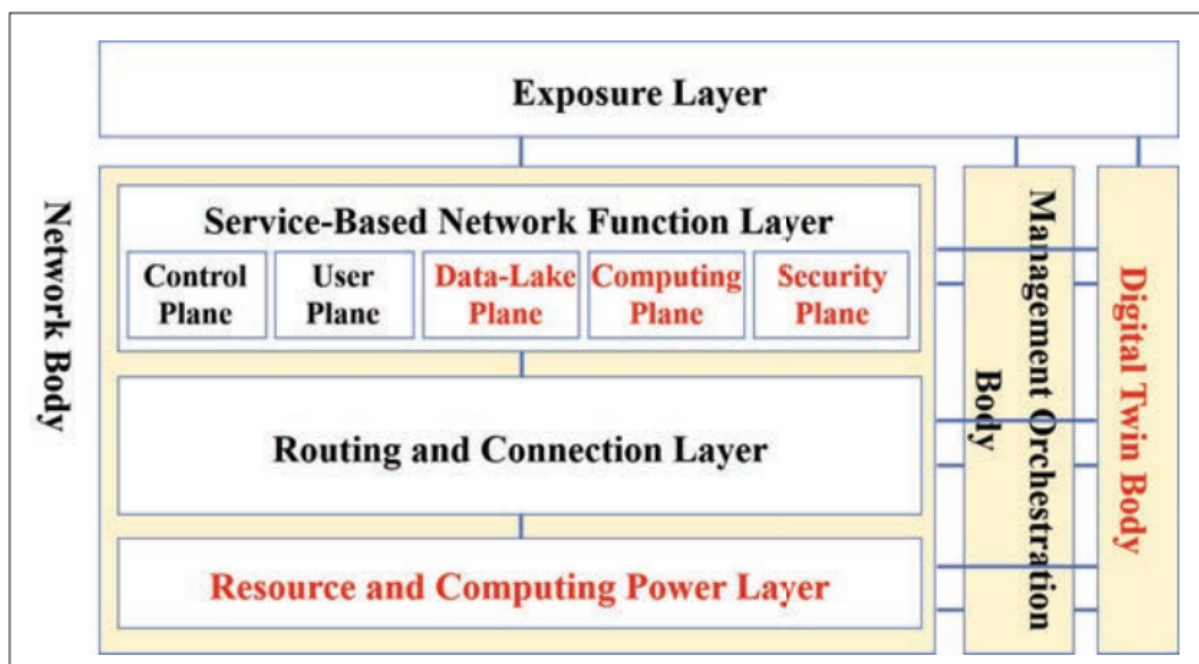 Exposure Layer
Network Body
Service-Based Network Function Layer
Control
Plane
User
Plane
Data-Lake
Plane
Computing
Plane
Security
Plane
Routing and Connection Layer
Resource and Computing Power Layer
Management Orchestration
Body
Digital Twin Body